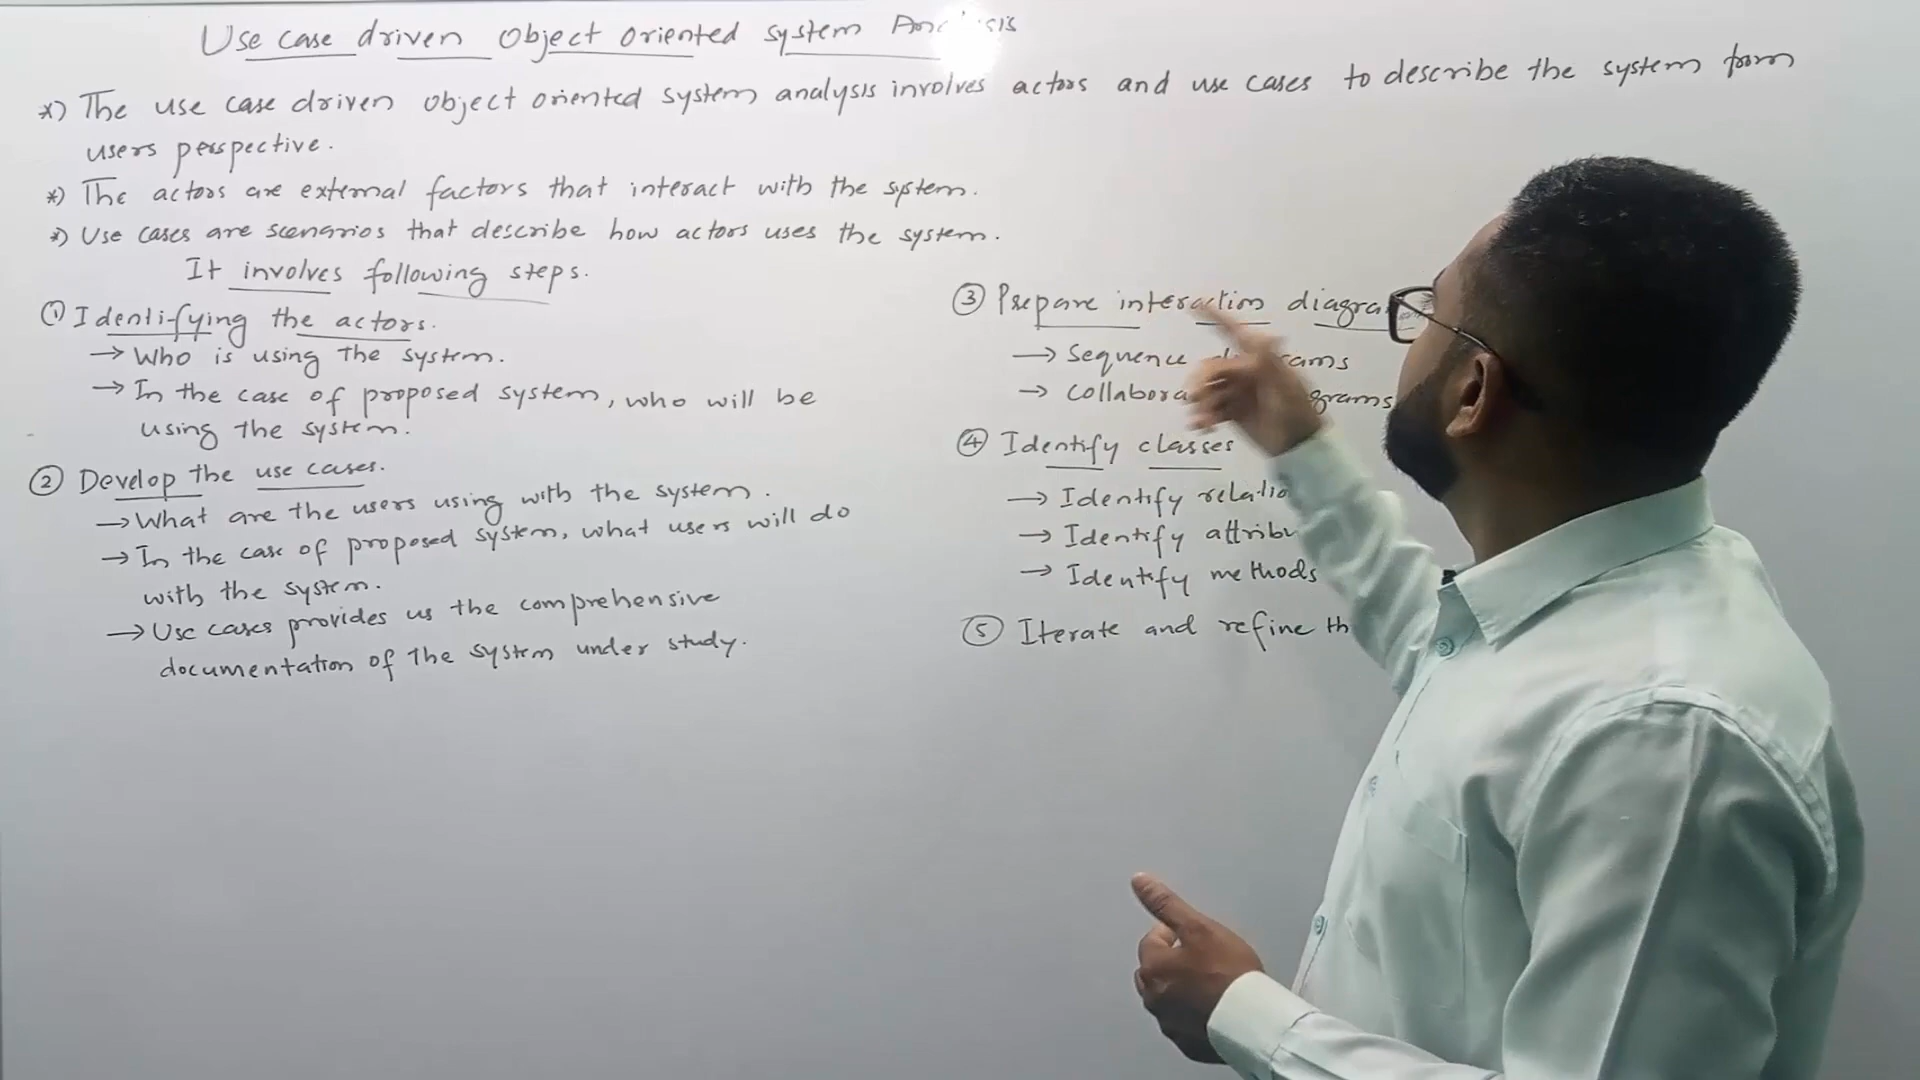 Use case driven object oriented system
*) The use case driven object oriented system analysis involves actors and use cases to describe the system from
users perspective.
*) The actors are external factors that interact with the system.
*) Use cases are scenarios that describe how actors uses the system.
It involves following steps.
① Identifying the actors.
→ Who is using the system.
→ In the case of proposed system, who will be
using the system.
② Develop the use cases.
→ What are the users using with the system.
→ In the case of proposed system, what users will do
with the system.
→ Use cases provides us the comprehensive
documentation of the system under study.
③ Prepare interaction
→ Sequence
→
④ Identify classes
→ Identify
→ Identify
→ Identify methods
⑤ Iterate and refine